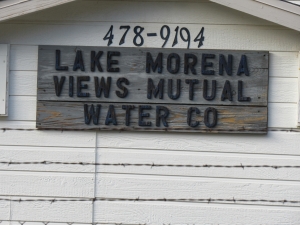 478-9194
LAKE MORENA
VIEWS MUTUAL
WATER CO